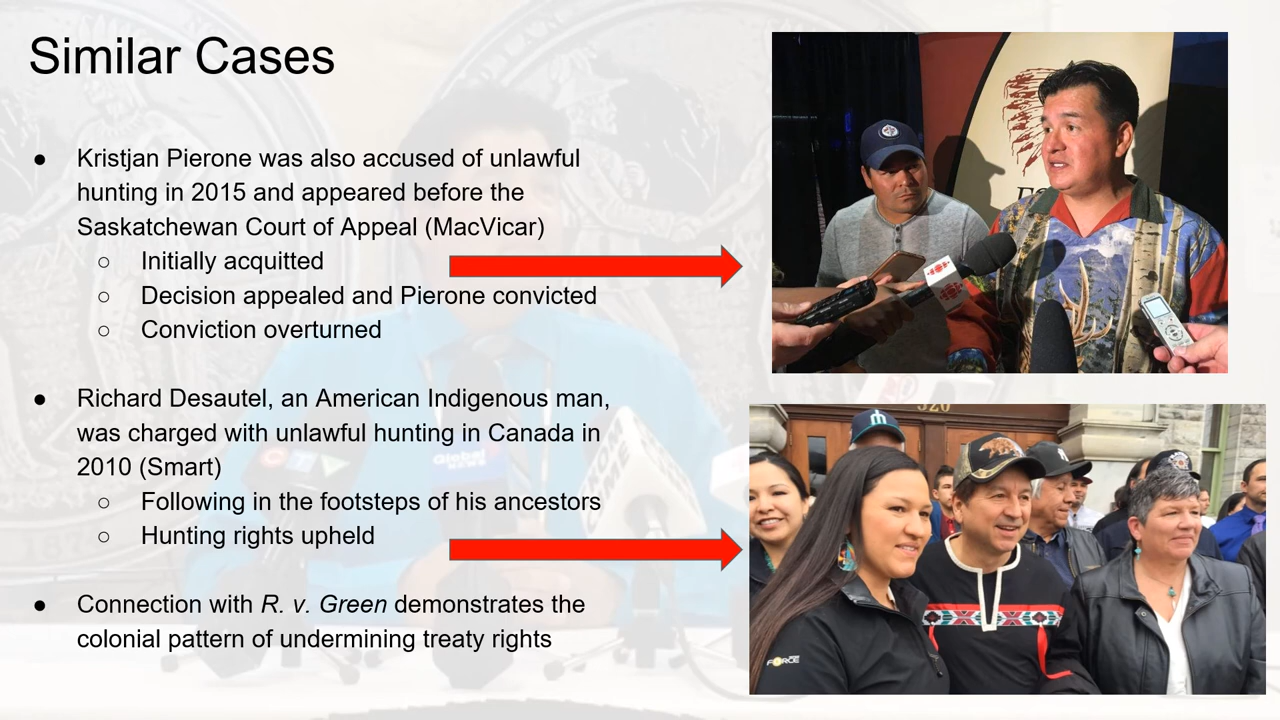 Similar Cases
● Kristjan Pierone was also accused of unlawful
hunting in 2015 and appeared before the
Saskatchewan Court of Appeal (MacVicar)
○ Initially acquitted
○ Decision appealed and Pierone convicted
○ Conviction overturned
● Richard Desautel, an American Indigenous man,
was charged with unlawful hunting in Canada in
2010 (Smart)
○ Following in the footsteps of his ancestors
○ Hunting rights upheld
● Connection with R. v. Green demonstrates the
colonial pattern of undermining treaty rights
320
FORCE
CTV
Global
NEWS